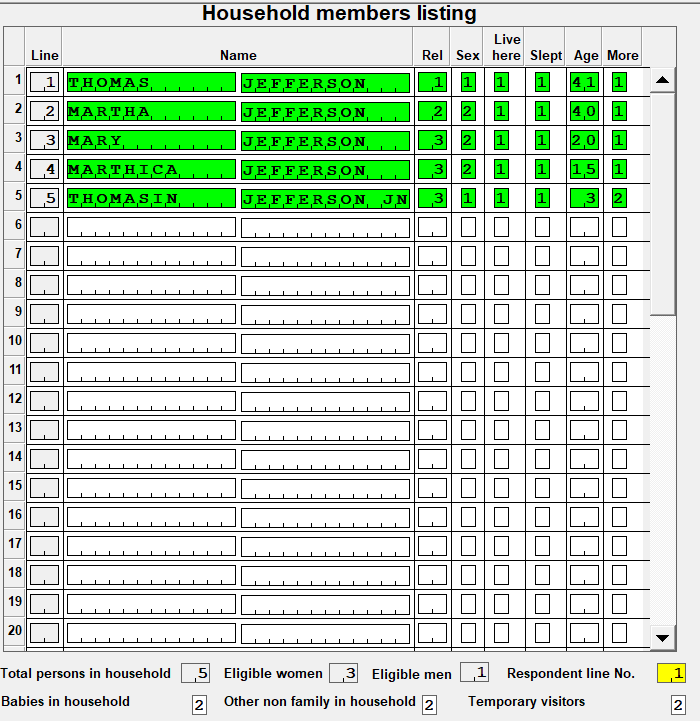 Household members listing
Line Name Rel Sex Live here Slept Age More
1 1 THOMAS JEFFERSON 1 1 1 1 41 1
2 2 MARTHA JEFFERSON 2 2 1 1 40 1
3 3 MARY JEFFERSON 3 2 1 1 20 1
4 4 MARTHICA JEFFERSON 3 2 1 1 15 1
5 5 THOMASIN JEFFERSON JN 3 1 1 1 3 2
6
7
8
9
10
11
12
13
14
15
16
17
18
19
20
Total persons in household 5 Eligible women 3 Eligible men 1 Respondent line No. 1
Babies in household 2 Other non family in household 2 Temporary visitors 2